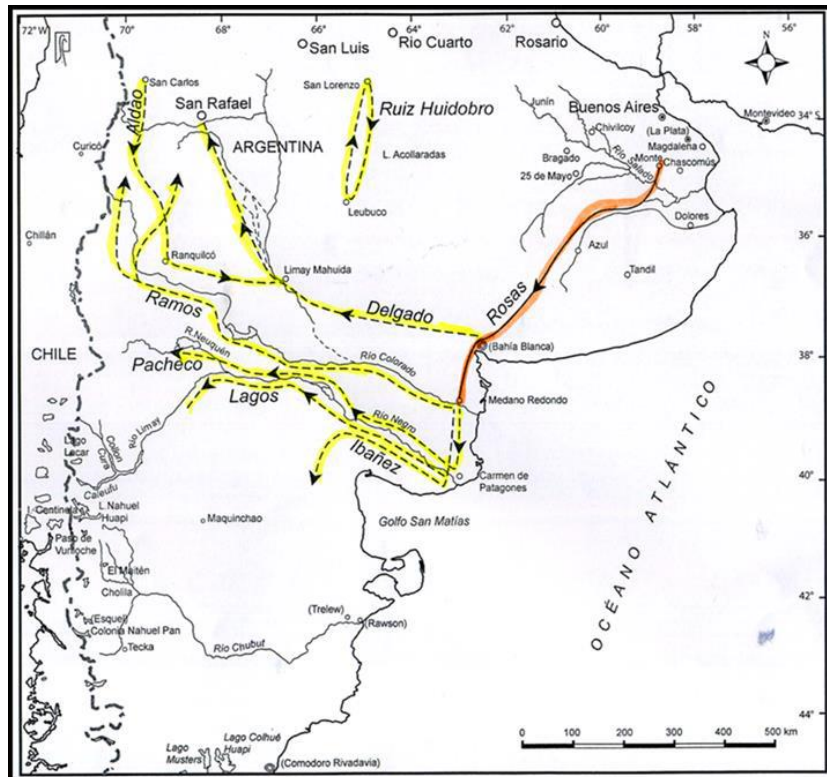 72° W
70°
68°
66°
64°
62°
60°
58°
56°
San Luis
Rio Cuarto
Rosario
N
San Carlos
San Lorenzo
San Rafael
Aldao
Ruiz Huidobro
Junín
Buenos Aires
Chivilcoy
(La Plata)
Montevideo
34° S
Curicó
ARGENTINA
L. Acollaradas
Bragado
Río Salado
Magdalena
Monte
Chascomús
25 de Mayo
Leubuco
Dolores
Chillán
36°
Ranquilcó
Limay Mahuida
Azul
Tandil
Ramos
Delgado
Rosas
R.Neuquén
CHILE
Pacheco
Río Colorado
(Bahía Blanca)
38°
Lagos
Medano Redondo
Río Negro
Río Limay
Ibañez
Lago
Lacar
Collon
Cura
Caleufu
Carmen de
Patagones
40°
L.Nahuel
Huapi
Maquinchao
Golfo San Matías
OCÉANO ATLÁNTICO
Paso de
El Maitén
Cholila
(Esquel)
Colonia Nahuel Pan
Tecka
(Trelew)
(Rawson)
Río Chubut
42°
44°
Lago
Musters
Lago Colhué
Huapi
(Comodoro Rivadavia)
0 100 200 300 400 500 km